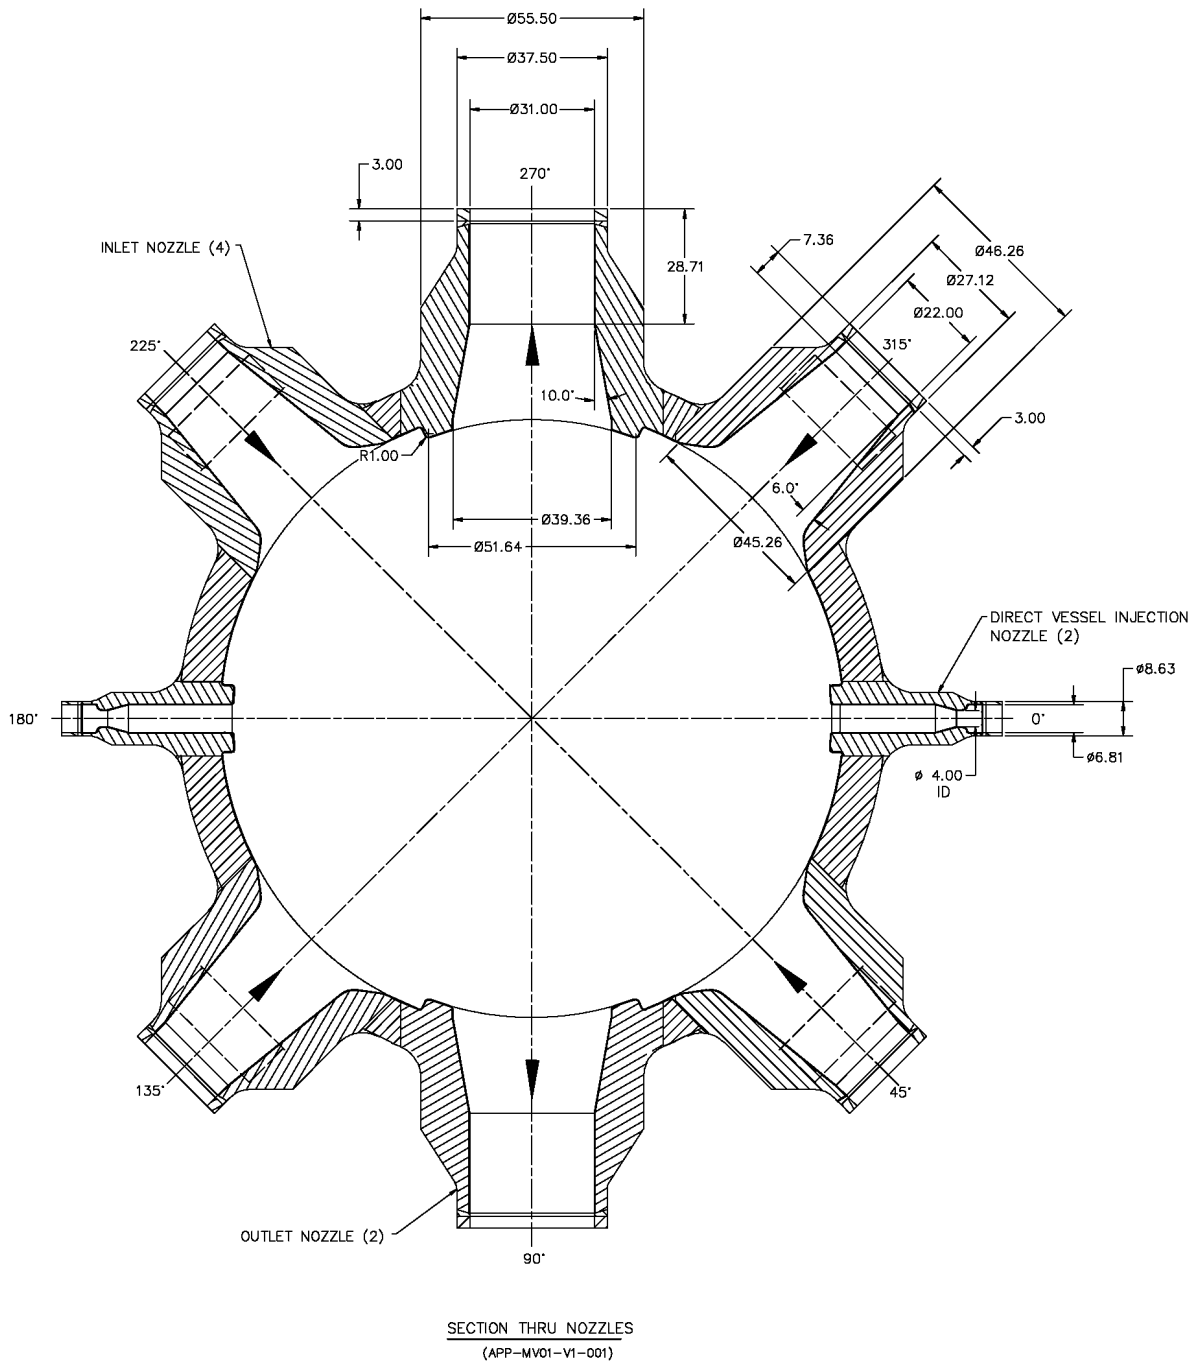 Ø55.50
Ø37.50
Ø31.00
3.00
270°
7.36
Ø46.26
INLET NOZZLE (4)
28.71
Ø27.12
Ø22.00
225°
315°
10.0°
3.00
R1.00
6.0°
Ø39.36
Ø45.26
Ø51.64
DIRECT VESSEL INJECTION
NOZZLE (2)
ø8.63
180°
0°
ø6.81
ø 4.00
ID
135°
45°
OUTLET NOZZLE (2)
90°
SECTION THRU NOZZLES
(APP-MV01-V1-001)